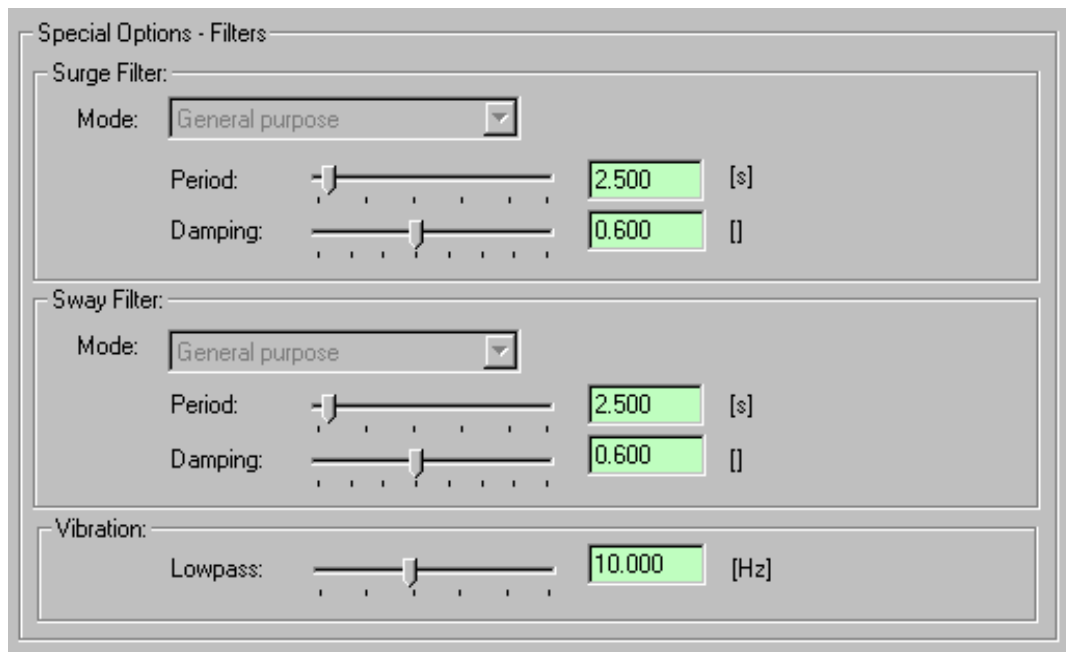 Special Options - Filters
Surge Filter:
Mode: General purpose
Period: 2.500 [s]
Damping: 0.600 []
Sway Filter:
Mode: General purpose
Period: 2.500 [s]
Damping: 0.600 []
Vibration:
Lowpass: 10.000 [Hz]